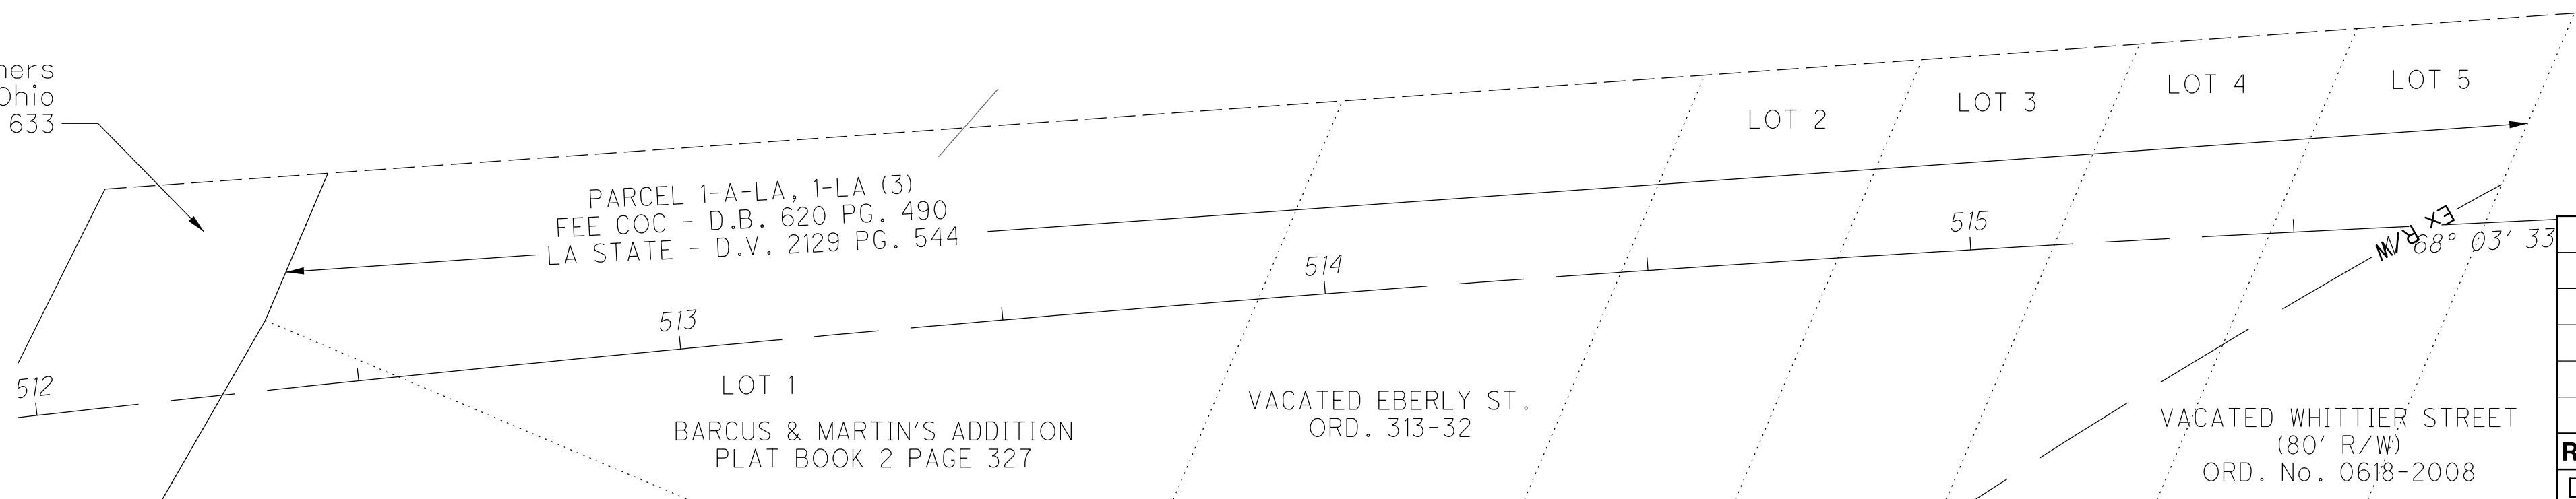 Ohio
633
PARCEL 1-A-LA, 1-LA (3)
FEE COC - D.B. 620 PG. 490
LA STATE - D.V. 2129 PG. 544
LOT 2
LOT 3
LOT 4
LOT 5
512
513
514
515
EX R/W
68° 03' 33
LOT 1
BARCUS & MARTIN'S ADDITION
PLAT BOOK 2 PAGE 327
VACATED EBERLY ST.
ORD. 313-32
VACATED WHITTIER STREET
(80' R/W)
ORD. No. 0618-2008